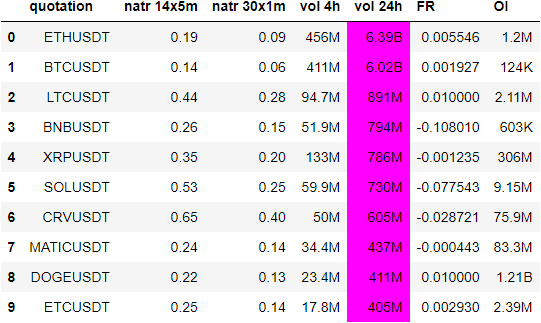 quotation natr 14x5m natr 30x1m vol 4h vol 24h FR OI
0 ETHUSDT 0.19 0.09 456M 6.39B 0.005546 1.2M
1 BTCUSDT 0.14 0.06 411M 6.02B 0.001927 124K
2 LTCUSDT 0.44 0.28 94.7M 891M 0.010000 2.11M
3 BNBUSDT 0.26 0.15 51.9M 794M -0.108010 603K
4 XRPUSDT 0.35 0.20 133M 786M -0.001235 306M
5 SOLUSDT 0.53 0.25 59.9M 730M -0.077543 9.15M
6 CRVUSDT 0.65 0.40 50M 605M -0.028721 75.9M
7 MATICUSDT 0.24 0.14 34.4M 437M -0.000443 83.3M
8 DOGEUSDT 0.22 0.13 23.4M 411M 0.010000 1.21B
9 ETCUSDT 0.25 0.14 17.8M 405M 0.002930 2.39M